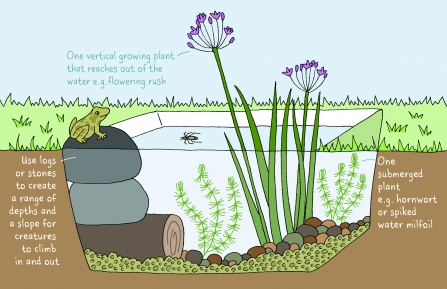 One vertical growing plant
that reaches out of the
water e.g.flowering rush
Use logs
or stones
to create
a range of
depths and
a slope for
creatures
to climb
in and out
One
submerged
plant
e.g. hornwort
or spiked
water milfoil